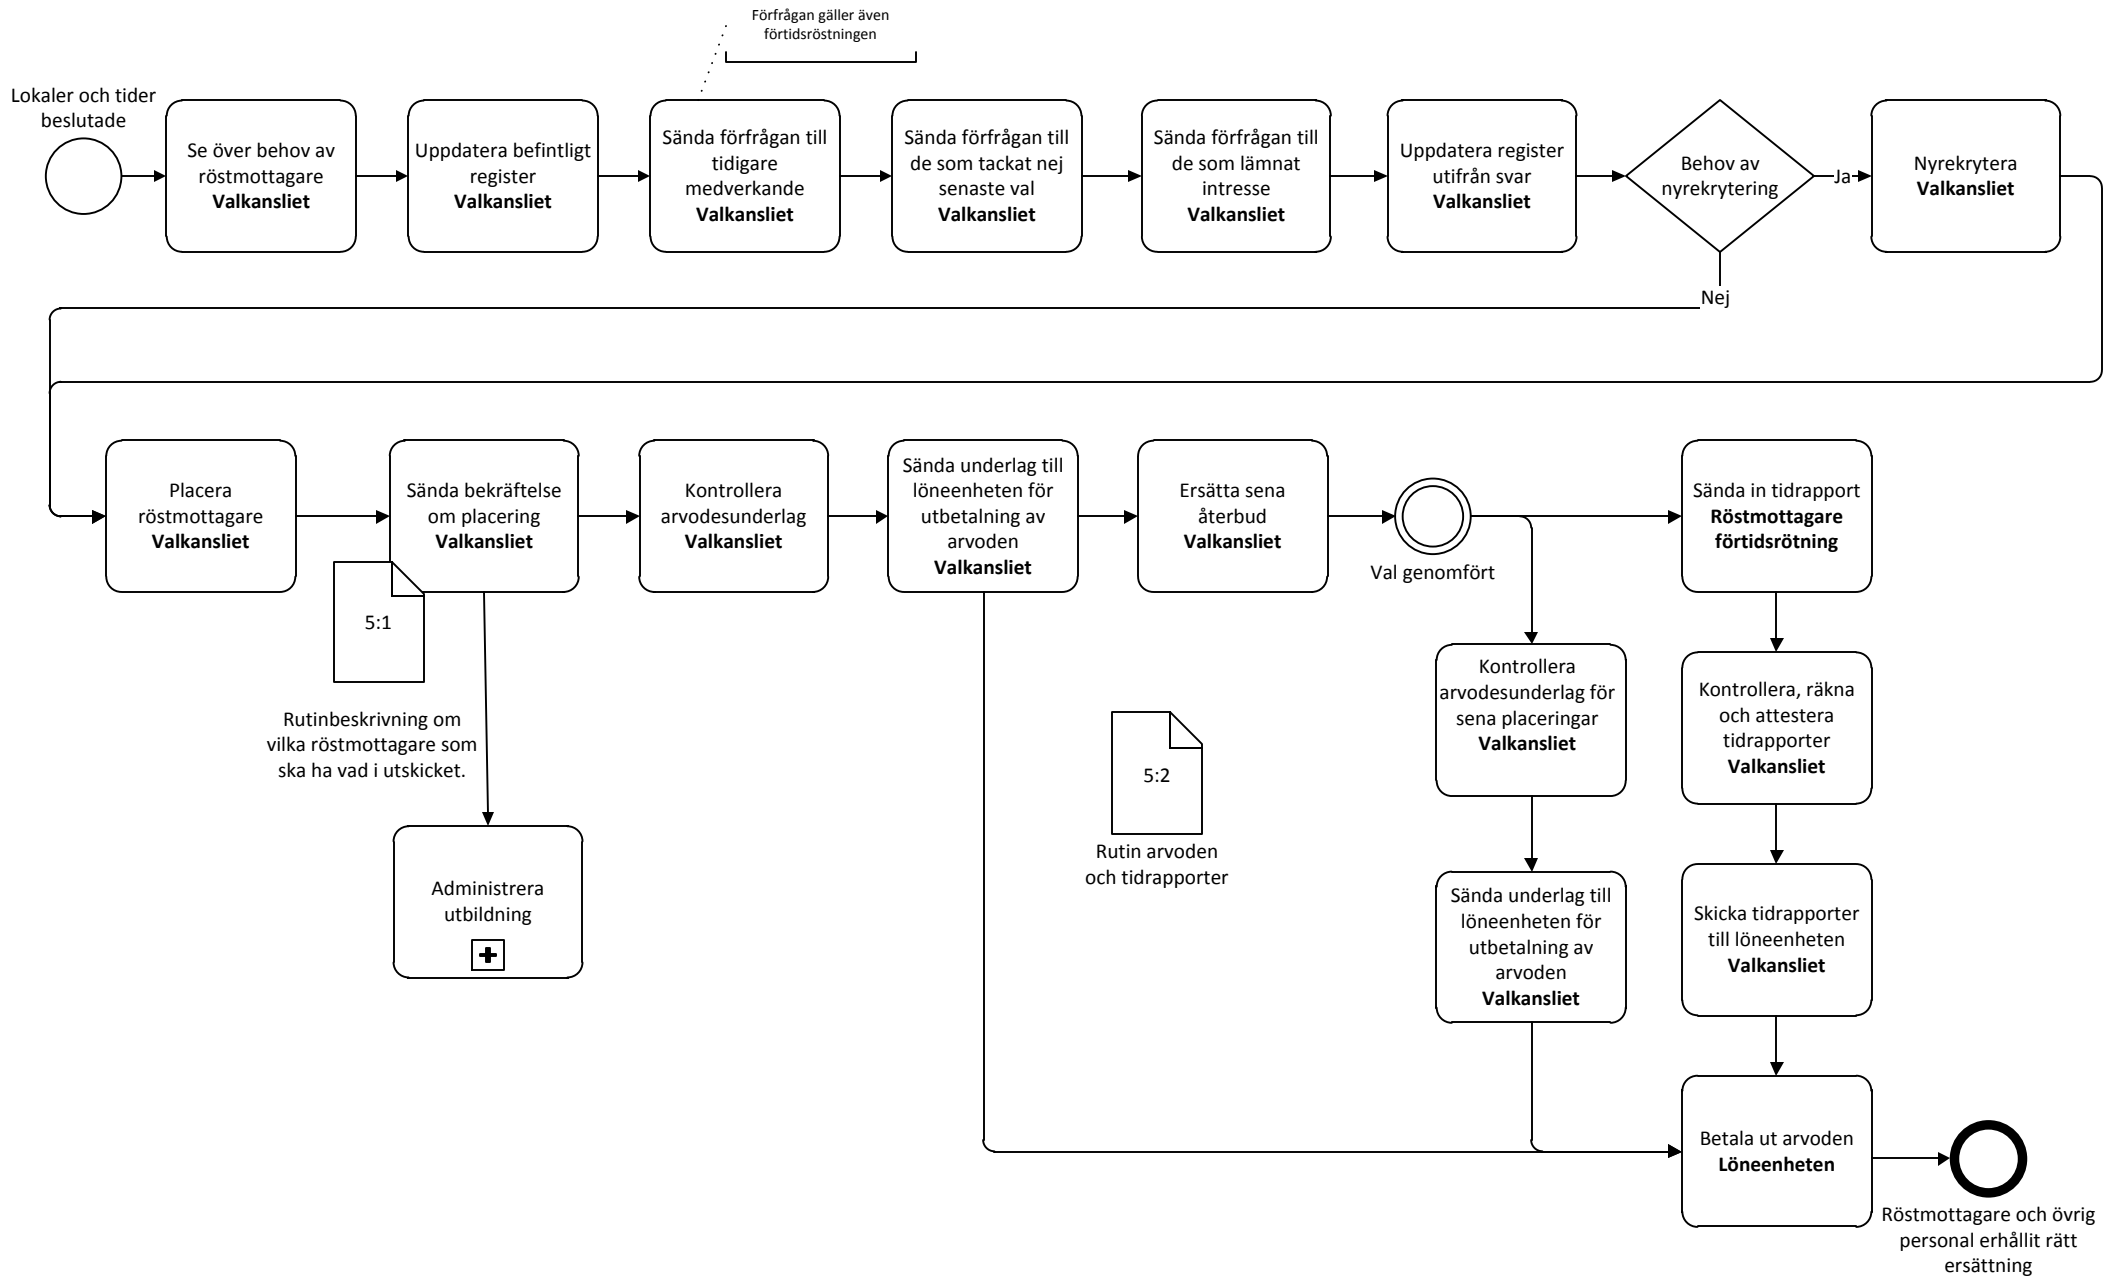 Förfrågan gäller även
förtidsröstningen
Lokaler och tider
beslutade
Se över behov av
röstmottagare
Valkansliet
Uppdatera befintligt
register
Valkansliet
Sända förfrågan till
tidigare
medverkande
Valkansliet
Sända förfrågan till
de som tackat nej
senaste val
Valkansliet
Sända förfrågan till
de som lämnat
intresse
Valkansliet
Uppdatera register
utifrån svar
Valkansliet
Behov av
nyrekrytering
Ja
Nyrekrytera
Valkansliet
Nej
Placera
röstmottagare
Valkansliet
Sända bekräftelse
om placering
Valkansliet
Kontrollera
arvodesunderlag
Valkansliet
Sända underlag till
löneenheten för
utbetalning av
arvoden
Valkansliet
Ersätta sena
återbud
Valkansliet
Val genomfört
Sända in tidrapport
Röstmottagare
förtidsrötning
5:1
Rutinbeskrivning om
vilka röstmottagare som
ska ha vad i utskicket.
Kontrollera
arvodesunderlag för
sena placeringar
Valkansliet
Kontrollera, räkna
och attestera
tidrapporter
Valkansliet
5:2
Rutin arvoden
och tidrapporter
Administrera
utbildning
Sända underlag till
löneenheten för
utbetalning av
arvoden
Valkansliet
Skicka tidrapporter
till löneenheten
Valkansliet
Betala ut arvoden
Löneenheten
Röstmottagare och övrig
personal erhållit rätt
ersättning